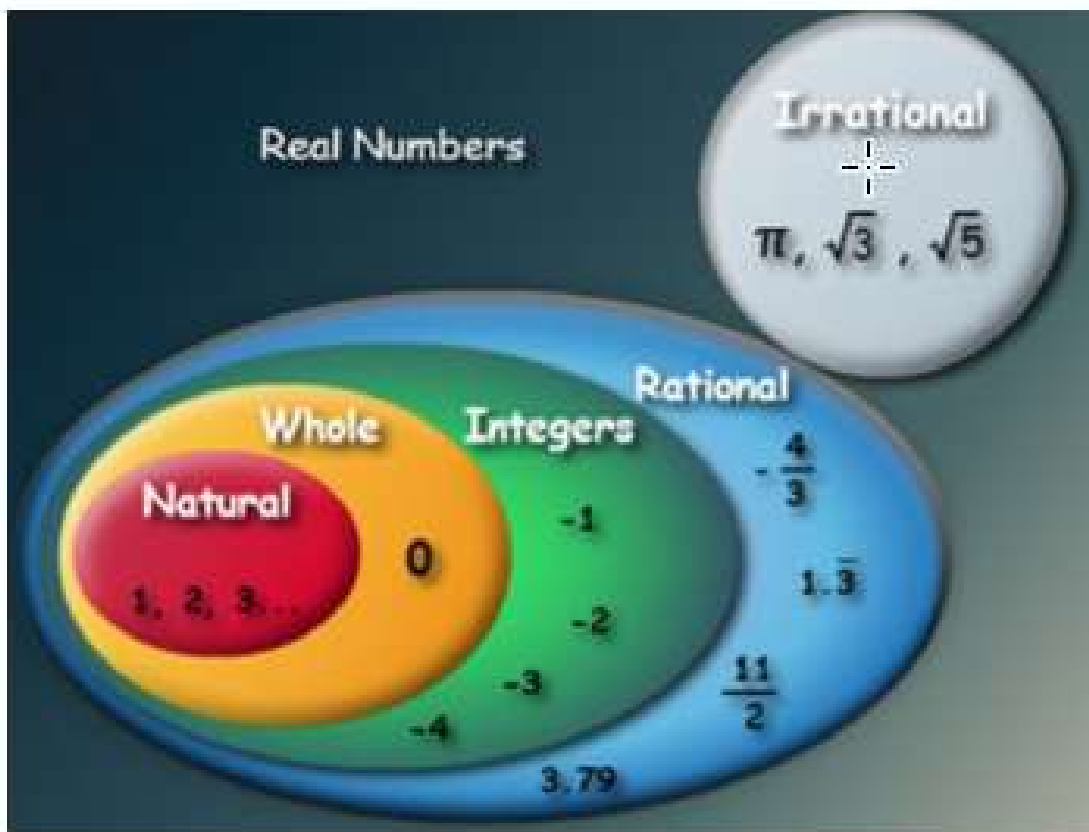 Real Numbers
Irrational
π, √3 , √5
Rational
Whole
Integers
Natural
- 4/3
-1
0
1.3̅
1, 2, 3...
-2
-3
11/2
-4
3.79